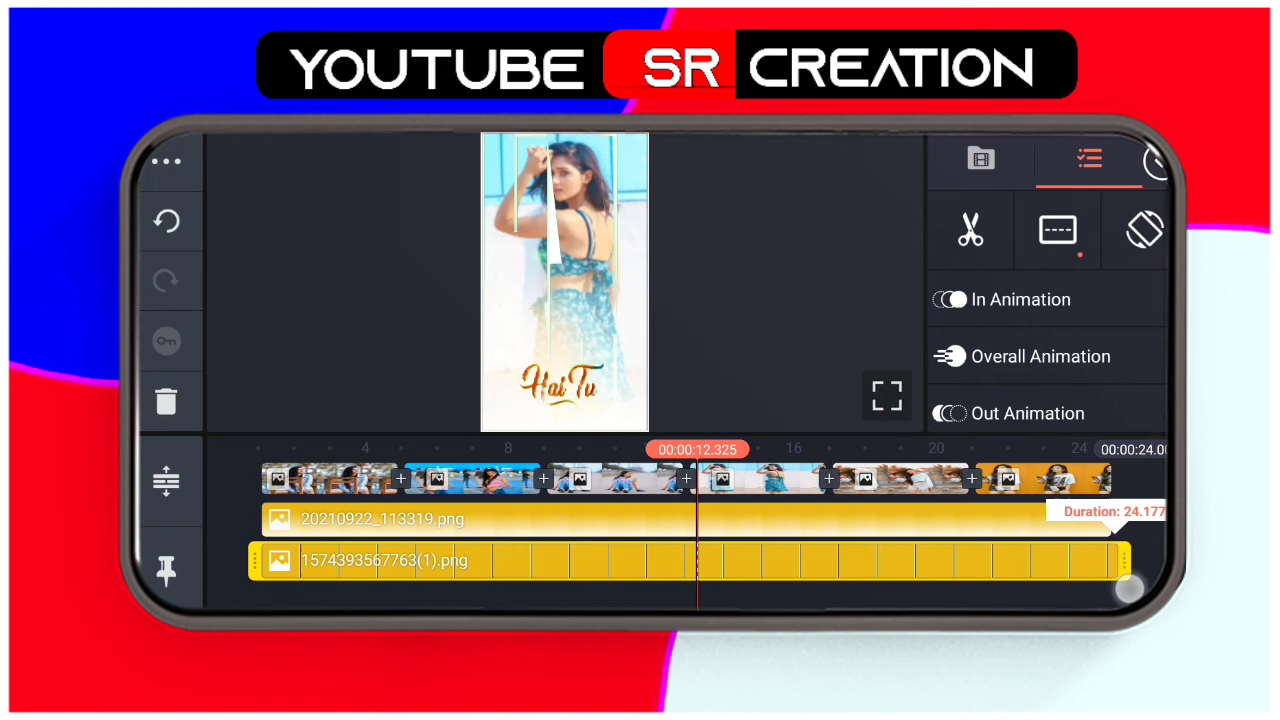 YOUTUBE SR CREATION
Hai Tu
In Animation
Overall Animation
Out Animation
4 8 00:00:12.325 16 20 24 00:00:24.00
Duration: 24.177
20210922_113319.png
1574393567763(1).png